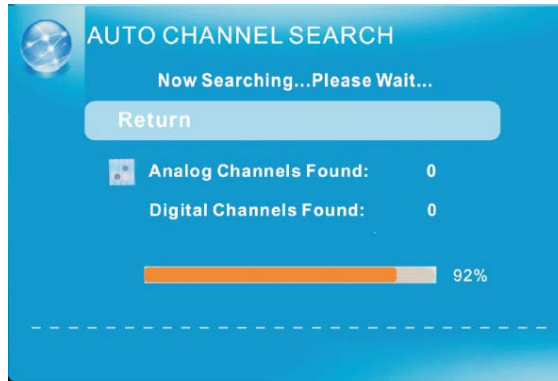 AUTO CHANNEL SEARCH
Now Searching...Please Wait...
Return
Analog Channels Found: 0
Digital Channels Found: 0
92%